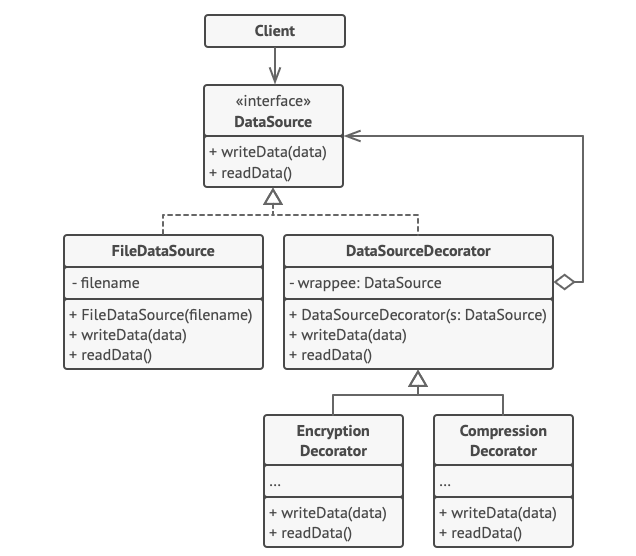 Client
«interface»
DataSource
+ writeData(data)
+ readData()
FileDataSource
- filename
+ FileDataSource(filename)
+ writeData(data)
+ readData()
DataSourceDecorator
- wrappee: DataSource
+ DataSourceDecorator(s: DataSource)
+ writeData(data)
+ readData()
Encryption
Decorator
...
+ writeData(data)
+ readData()
Compression
Decorator
...
+ writeData(data)
+ readData()